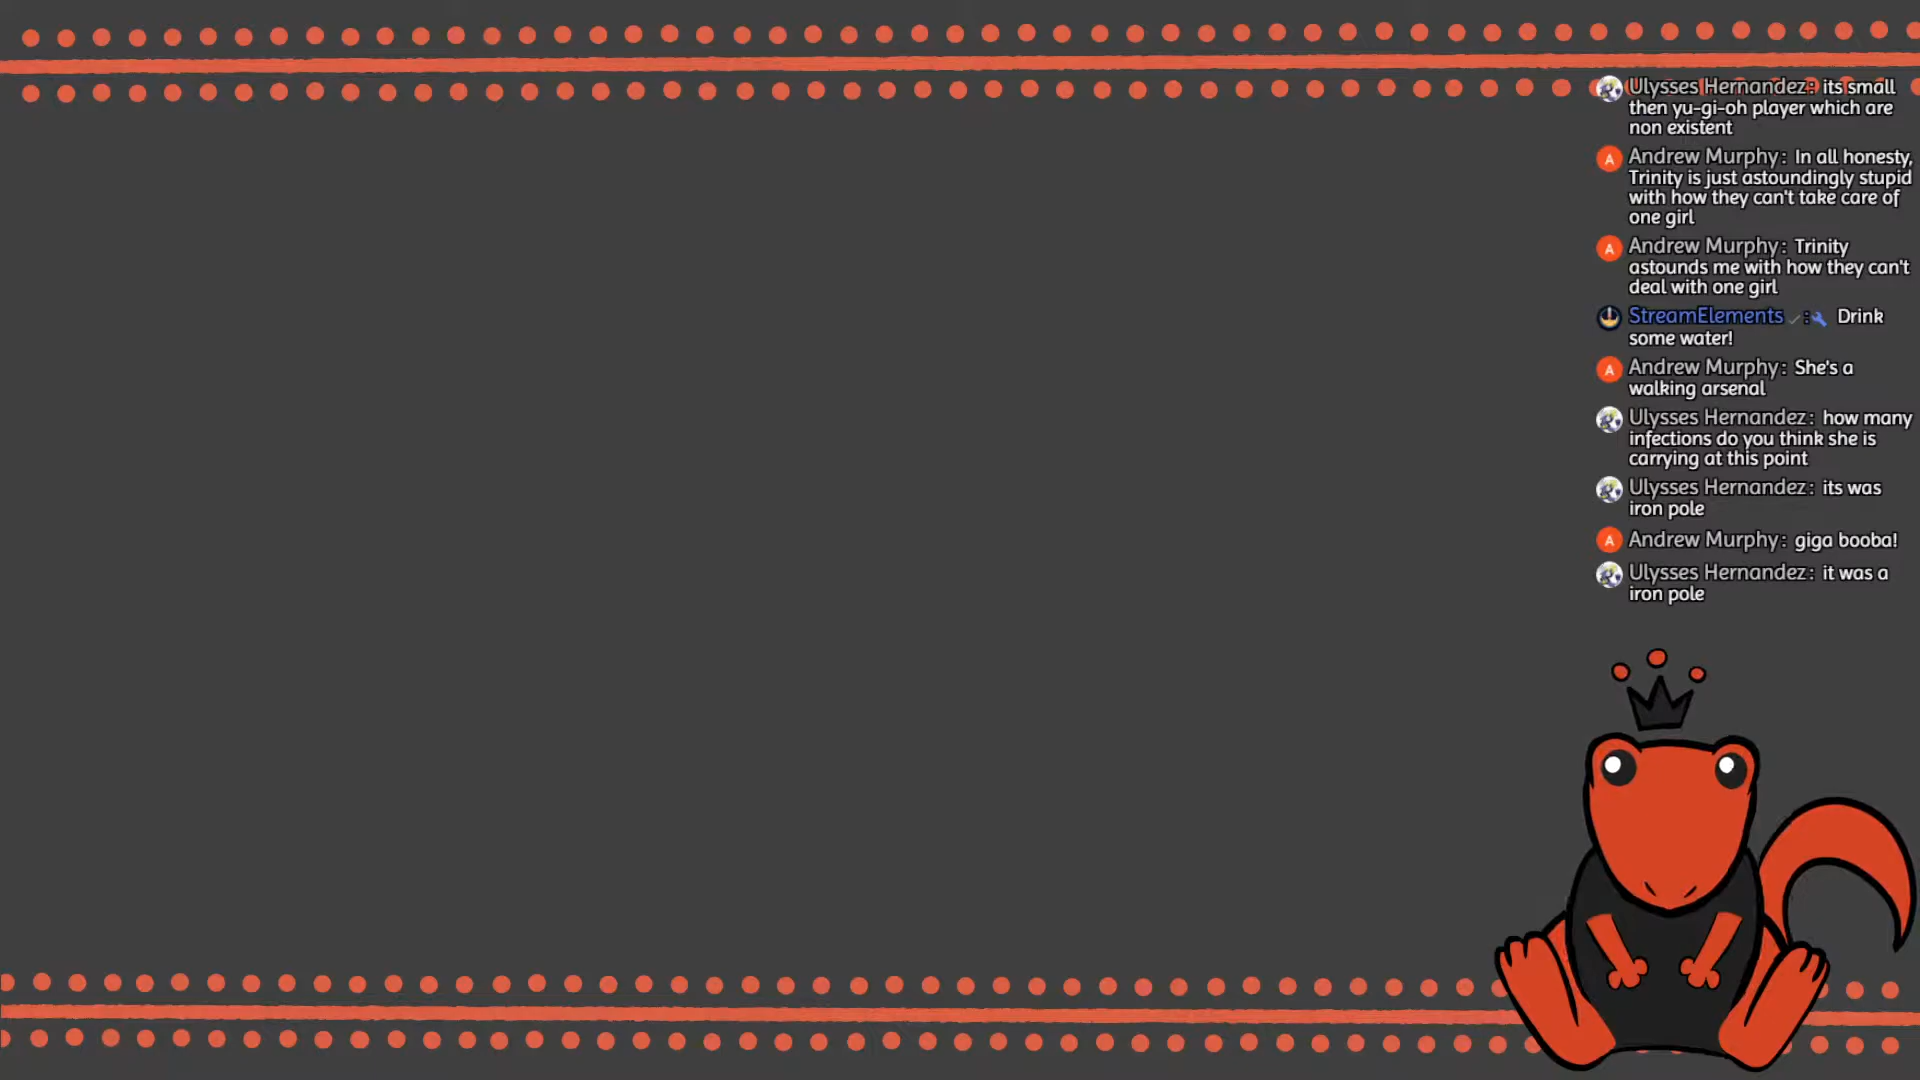 Ulysses Hernandez: its small
then yu-gi-oh player which are
non existent
A Andrew Murphy: In all honesty,
Trinity is just astoundingly stupid
with how they can't take care of
one girl
A Andrew Murphy: Trinity
astounds me with how they can't
deal with one girl
StreamElements : Drink
some water!
A Andrew Murphy: She's a
walking arsenal
Ulysses Hernandez: how many
infections do you think she is
carrying at this point
Ulysses Hernandez: its was
iron pole
A Andrew Murphy: giga booba!
Ulysses Hernandez: it was a
iron pole